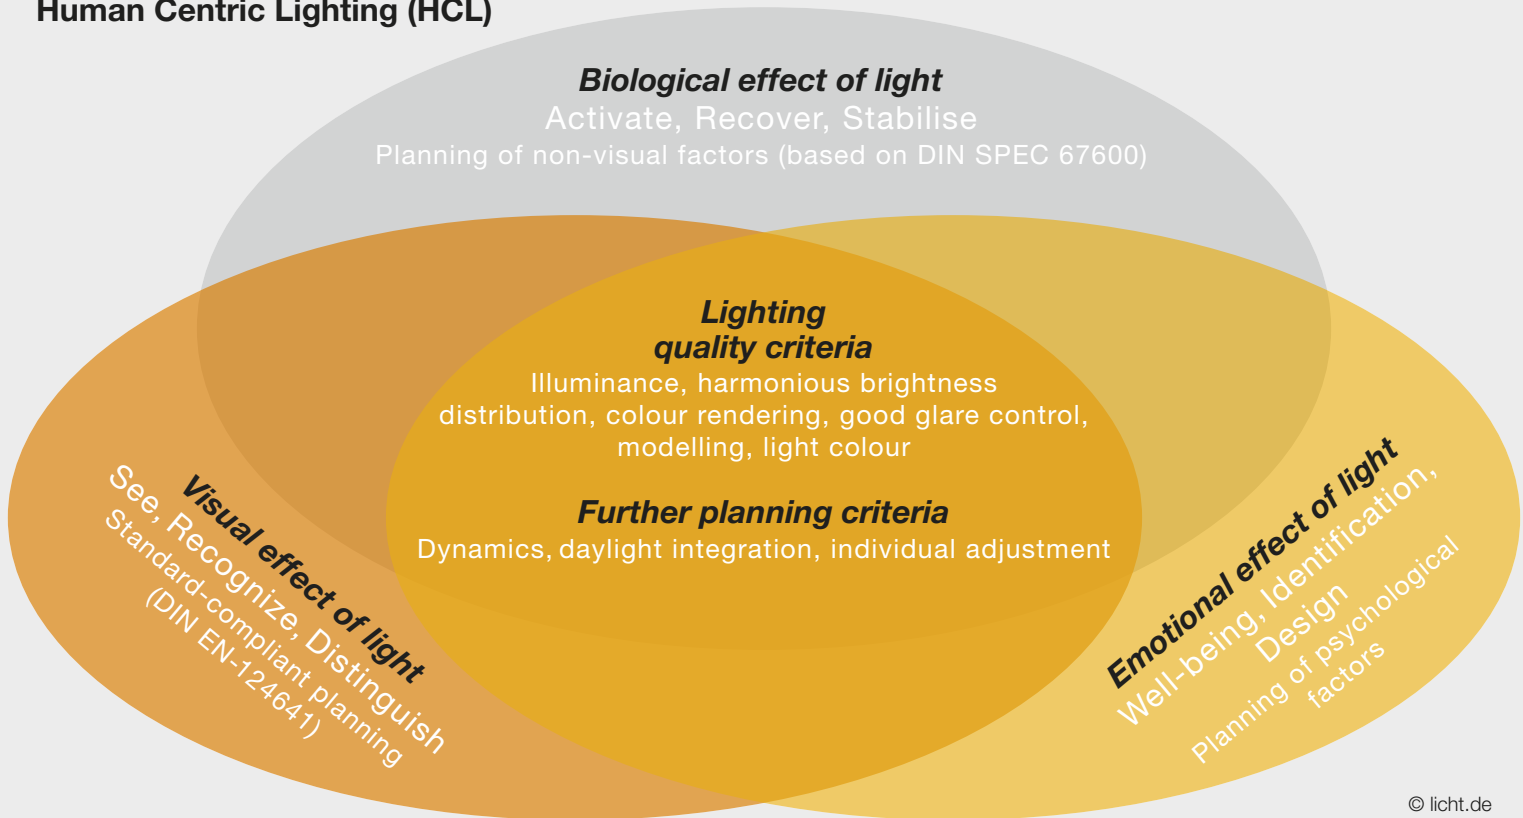 Human Centric Lighting (HCL)
Biological effect of light
Activate, Recover, Stabilise
Planning of non-visual factors (based on DIN SPEC 67600)
Lighting
quality criteria
Illuminance, harmonious brightness
distribution, colour rendering, good glare control,
modelling, light colour
Further planning criteria
Dynamics, daylight integration, individual adjustment
Visual effect of light
See, Recognize, Distinguish
Standard-compliant planning
(DIN EN-124641)
Emotional effect of light
Well-being, Identification,
Design
Planning of psychological
factors
© licht.de